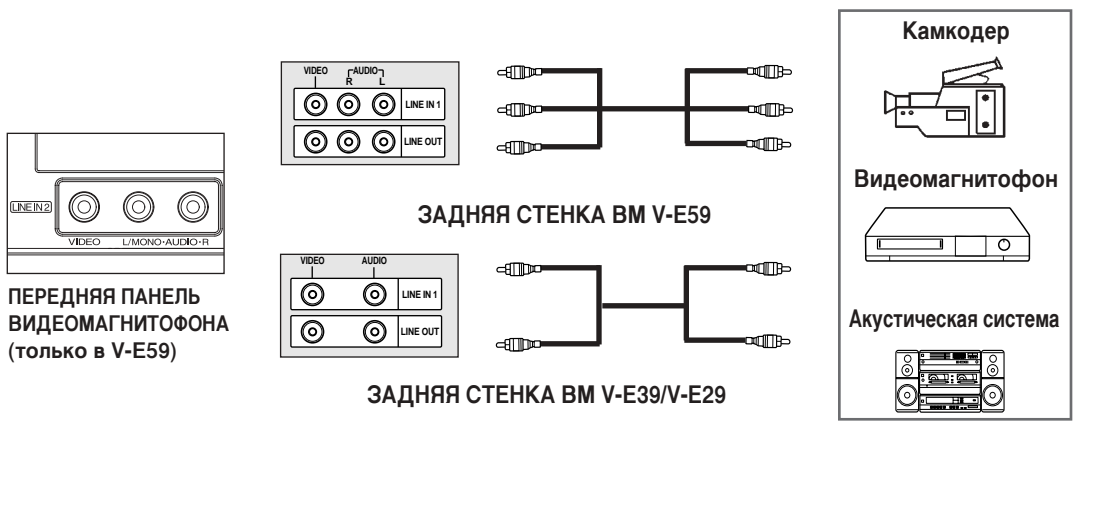 LINE IN 2
VIDEO L/MONO•AUDIO•R
ПЕРЕДНЯЯ ПАНЕЛЬ
ВИДЕОМАГНИТОФОНА
(только в V-E59)
VIDEO AUDIO
R L
LINE IN 1
LINE OUT
ЗАДНЯЯ СТЕНКА ВМ V-E59
VIDEO AUDIO
LINE IN 1
LINE OUT
ЗАДНЯЯ СТЕНКА ВМ V-E39/V-E29
Камкодер
Видеомагнитофон
Акустическая система